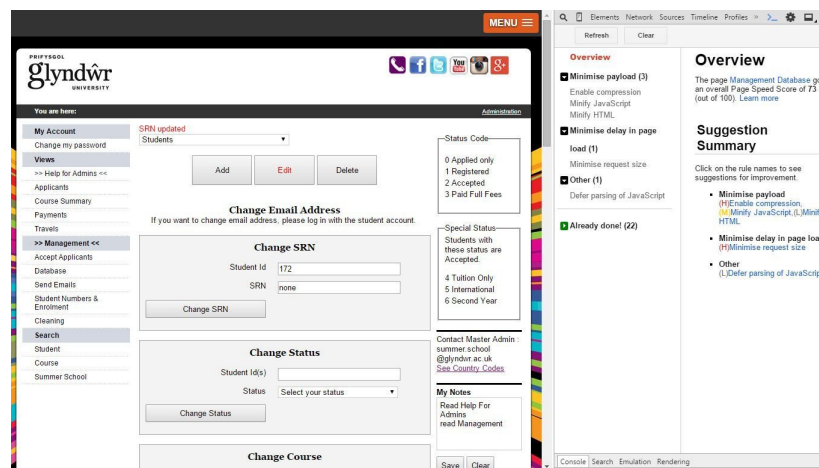 MENU
PRIFYSGOL
glyndŵr
UNIVERSITY
You Tube
You are here:
Administration
My Account
Change my password
Views
>> Help for Admins <<
Applicants
Course Summary
Payments
Travels
>> Management <<
Accept Applicants
Database
Send Emails
Student Numbers &
Enrolment
Cleaning
Search
Student
Course
Summer School
SRN updated
Students
Add
Edit
Delete
Change Email Address
If you want to change email address, please log in with the student account.
Change SRN
Student Id
172
SRN
none
Change SRN
Change Status
Student Id(s)
Status
Select your status
Change Status
Change Course
Status Code
0 Applied only
1 Registered
2 Accepted
3 Paid Full Fees
Special Status
Students with
these status are
Accepted.
4 Tuition Only
5 International
6 Second Year
Contact Master Admin :
summer.school
@glyndwr.ac.uk
See Country Codes
My Notes
Read Help For
Admins
read Management
Save
Clear
Elements Network Sources Timeline Profiles »
Refresh
Clear
Overview
Minimise payload (3)
Enable compression
Minify JavaScript
Minify HTML
Minimise delay in page
load (1)
Minimise request size
Other (1)
Defer parsing of JavaScript
Already done! (22)
Overview
The page Management Database go
an overall Page Speed Score of 73
(out of 100). Learn more
Suggestion
Summary
Click on the rule names to see
suggestions for improvement.
Minimise payload
(H)Enable compression,
(M)Minify JavaScript,(L)Minif
HTML
Minimise delay in page loa
(H)Minimise request size
Other
(L)Defer parsing of JavaScrip
Console Search Emulation Rendering